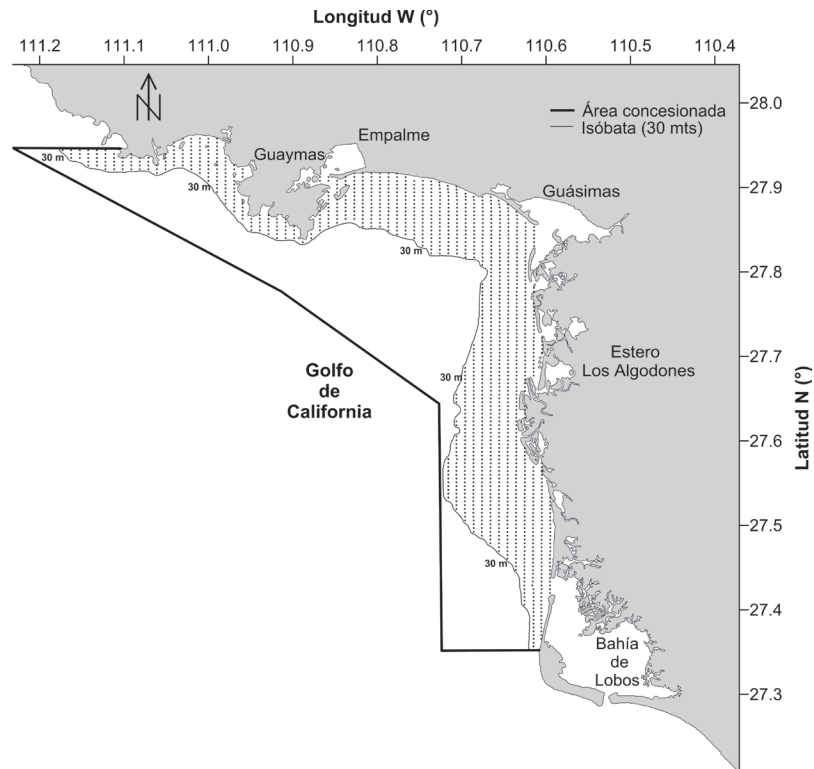 Longitud W (°)
111.2 111.1 111.0 110.9 110.8 110.7 110.6 110.5 110.4
N
28.0
Área concesionada
Isóbata (30 mts)
Empalme
Guaymas
30 m
30 m
27.9
Guásimas
30 m
27.8
27.7
Estero
Los Algodones
30 m
Golfo
de
California
Latitud N (°)
27.6
27.5
30 m
27.4
Bahía
de
Lobos
27.3